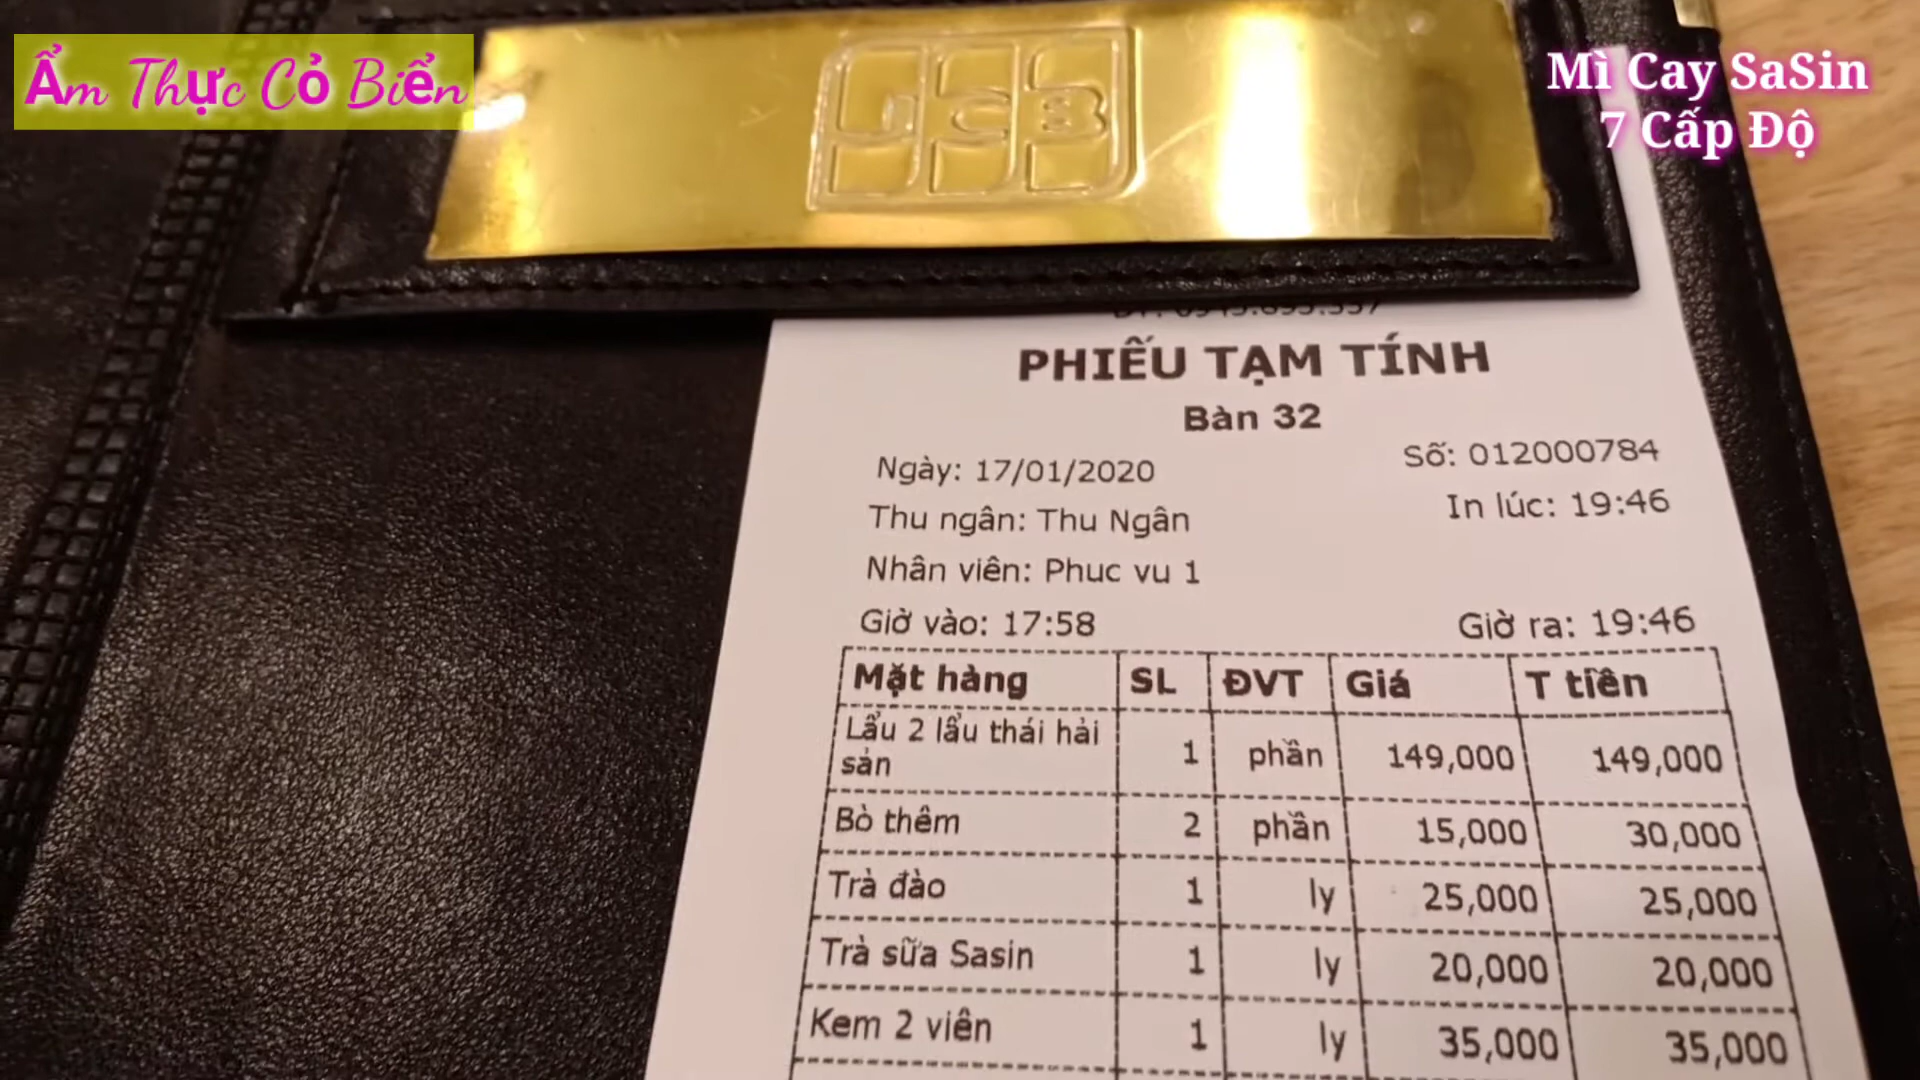 Ẩm Thực Cỏ Biển
Mì Cay SaSin
7 Cấp Độ
JCB
PHIẾU TẠM TÍNH
Bàn 32
Ngày: 17/01/2020 Số: 012000784
Thu ngân: Thu Ngân In lúc: 19:46
Nhân viên: Phuc vu 1
Giờ vào: 17:58 Giờ ra: 19:46
Mặt hàng SL ĐVT Giá T tiền
Lẩu 2 lẩu thái hải
sản 1 phần 149,000 149,000
Bò thêm 2 phần 15,000 30,000
Trà đào 1 ly 25,000 25,000
Trà sữa Sasin 1 ly 20,000 20,000
Kem 2 viên 1 ly 35,000 35,000